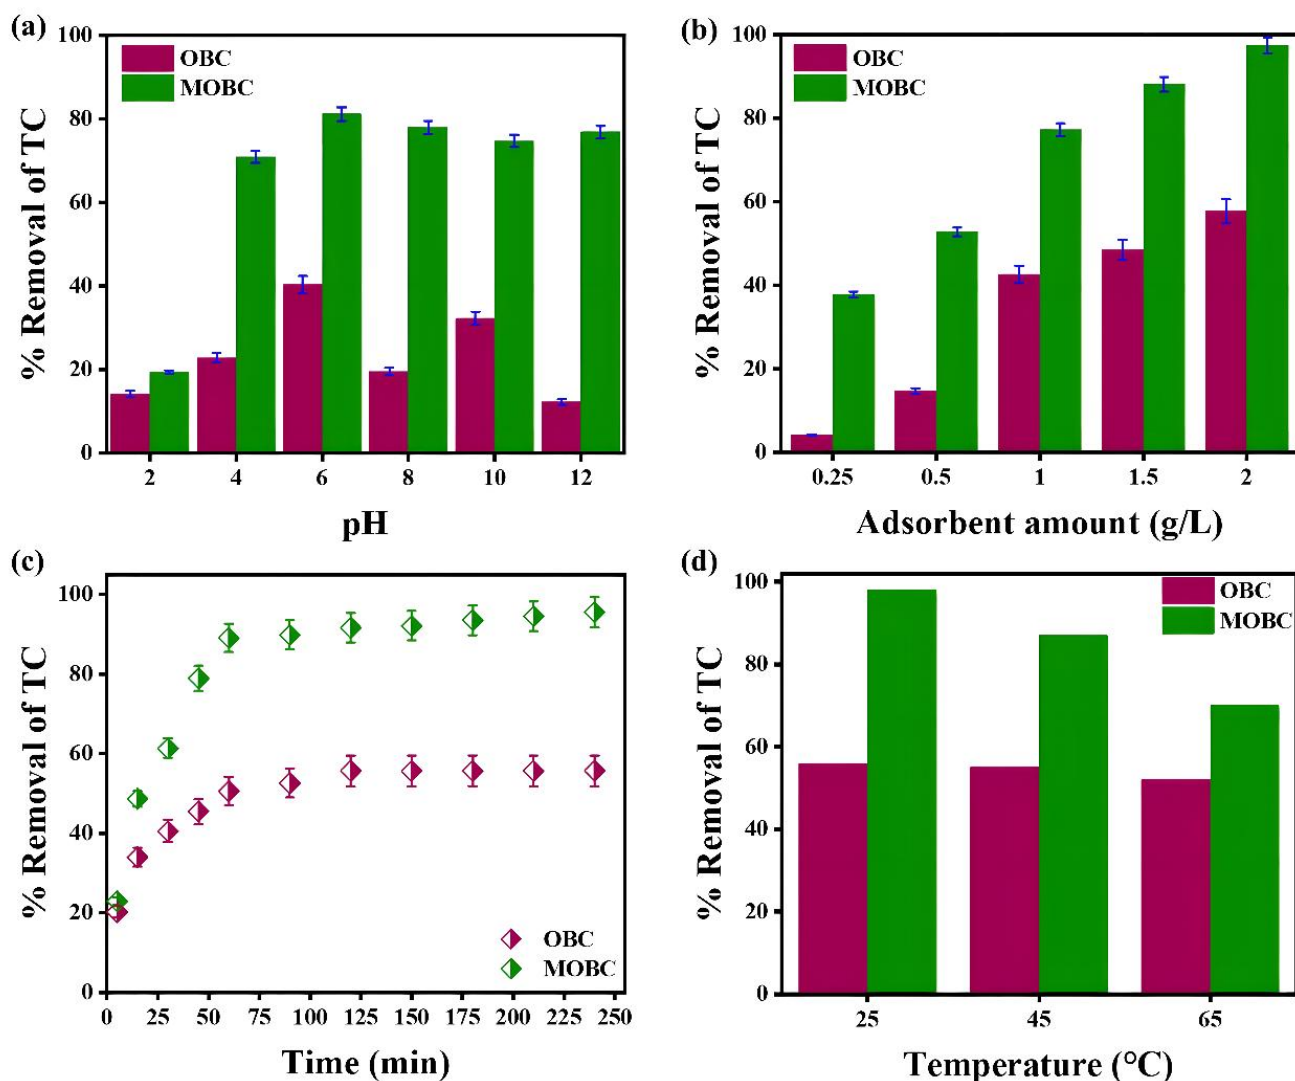 (a)
100
80
60
40
20
0
% Removal of TC
OBC
MOBC
2 4 6 8 10 12
pH
(b)
100
80
60
40
20
0
% Removal of TC
OBC
MOBC
0.25 0.5 1 1.5 2
Adsorbent amount (g/L)
(c)
100
80
60
40
20
0
% Removal of TC
OBC
MOBC
0 25 50 75 100 125 150 175 200 225 250
Time (min)
(d)
100
80
60
40
20
0
% Removal of TC
OBC
MOBC
25 45 65
Temperature (°C)